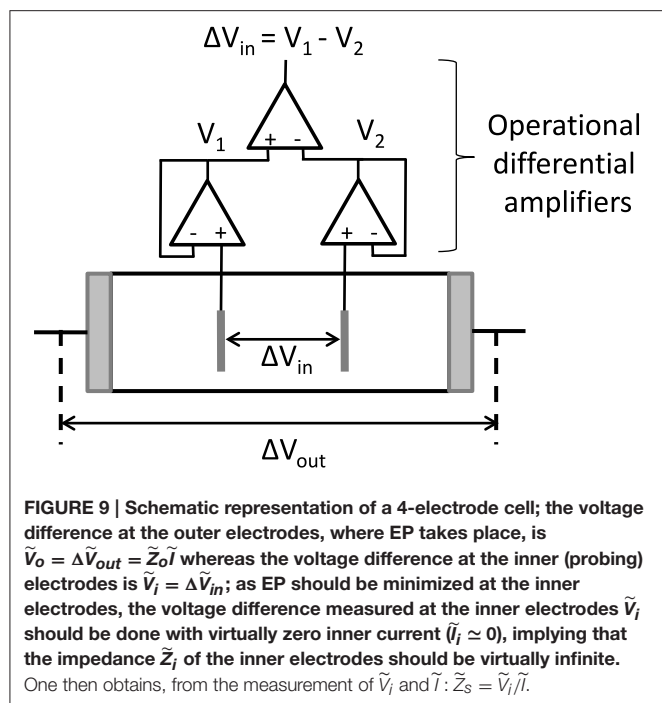 ΔV_in = V_1 - V_2
V_1
V_2
+ -
- +
+ -
Operational
differential
amplifiers
ΔV_in
ΔV_out
FIGURE 9 | Schematic representation of a 4-electrode cell; the voltage
difference at the outer electrodes, where EP takes place, is
Ṽ_o = ΔṼ_out = Z̃_oĨ whereas the voltage difference at the inner (probing)
electrodes is Ṽ_i = ΔṼ_in; as EP should be minimized at the inner
electrodes, the voltage difference measured at the inner electrodes Ṽ_i
should be done with virtually zero inner current (Ĩ_i ≃ 0), implying that
the impedance Z̃_i of the inner electrodes should be virtually infinite.
One then obtains, from the measurement of Ṽ_i and Ĩ : Z̃_S = Ṽ_i/Ĩ.